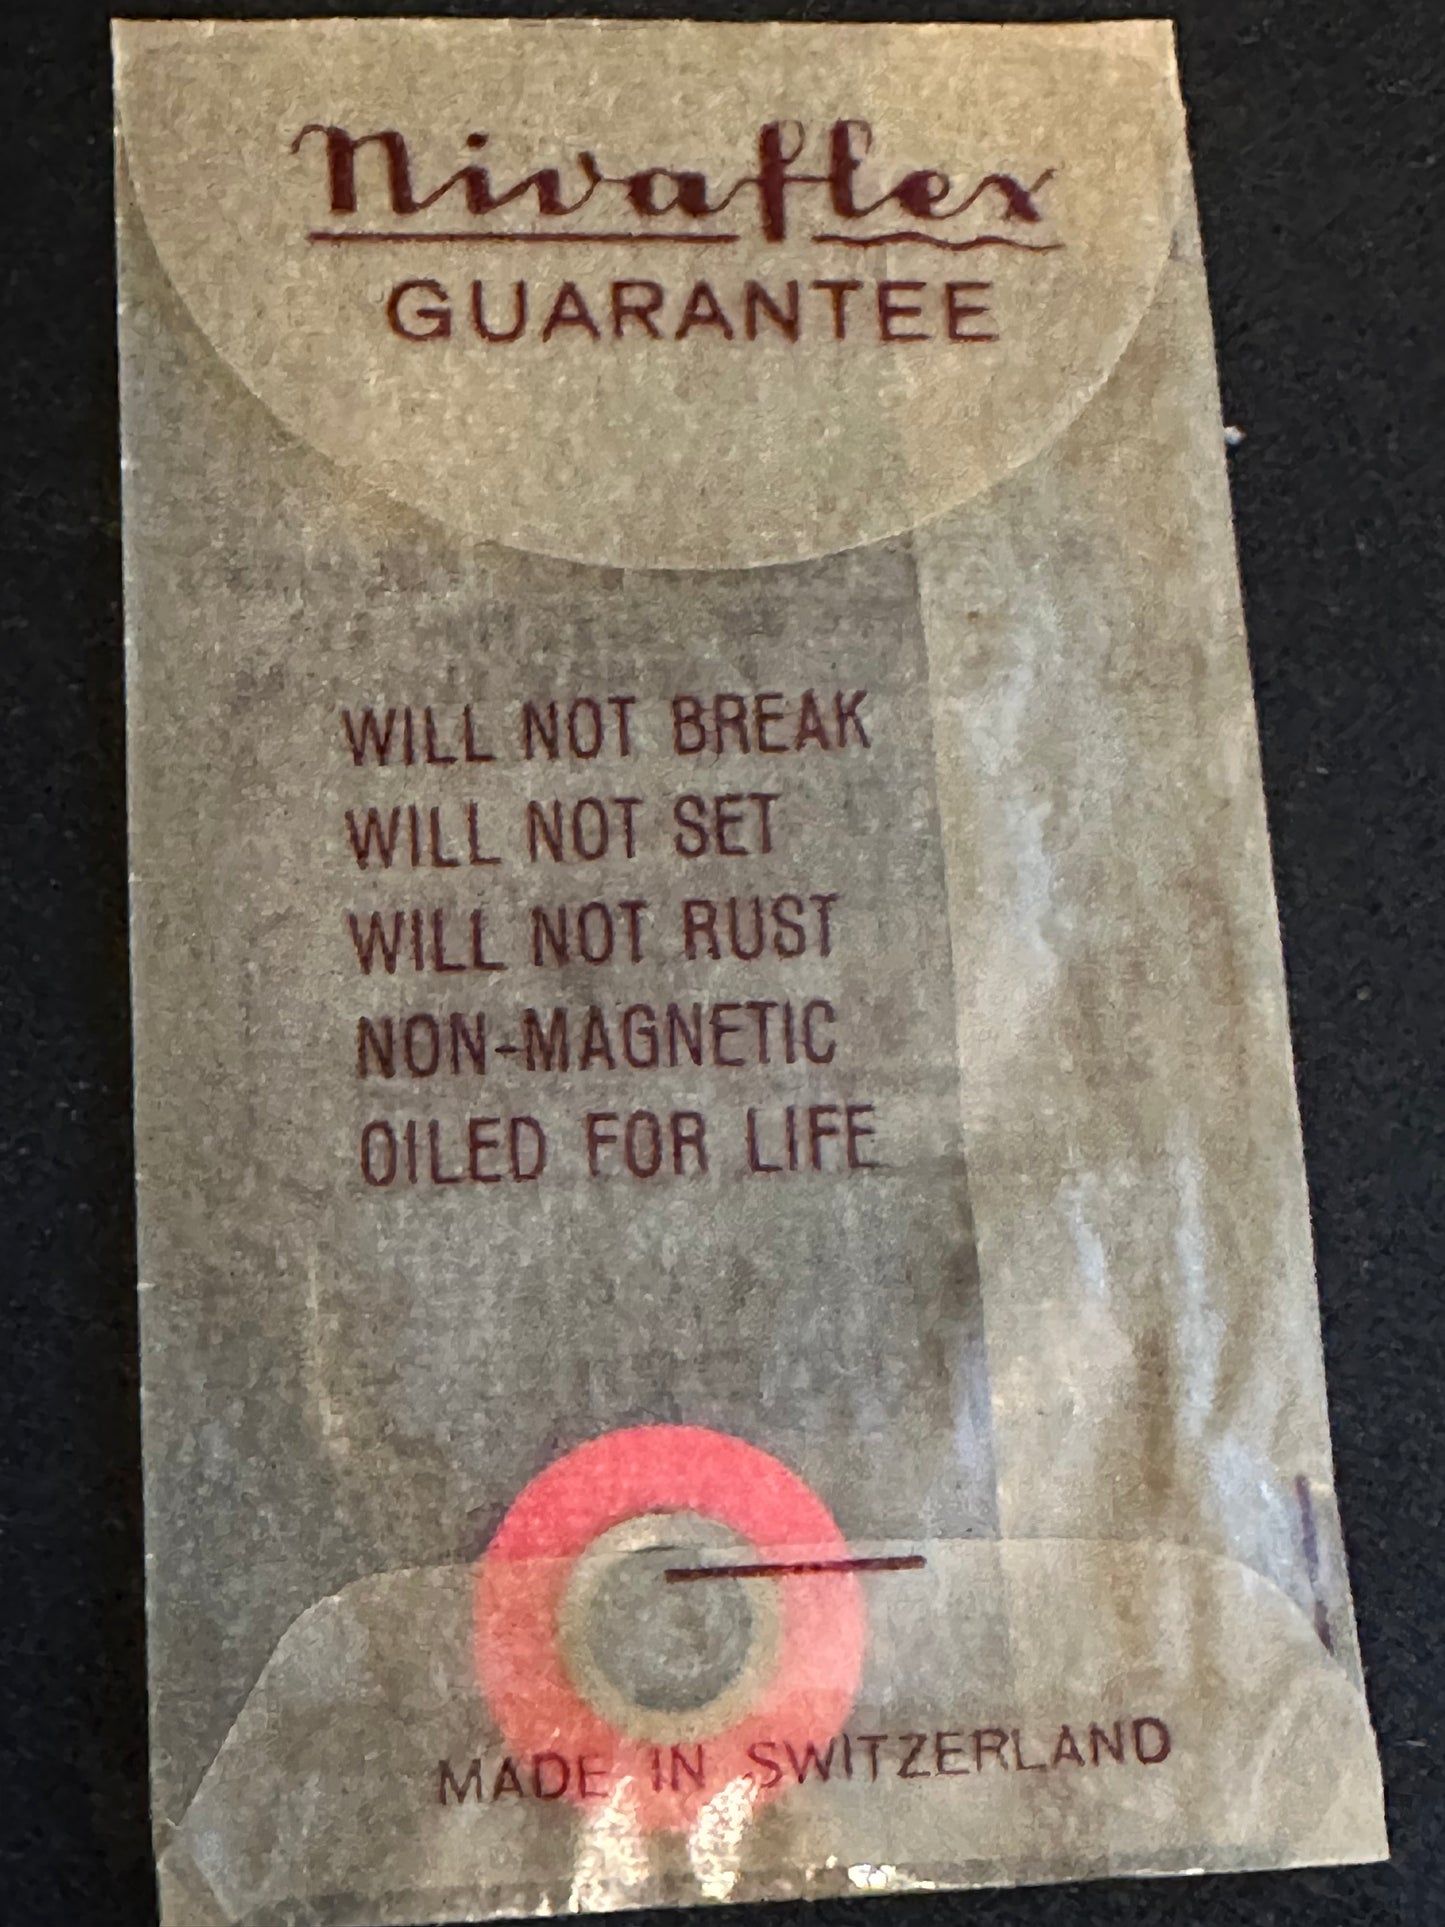 Nivaflex
GUARANTEE
WILL NOT BREAK
WILL NOT SET
WILL NOT RUST
NON-MAGNETIC
OILED FOR LIFE
MADE IN SWITZERLAND